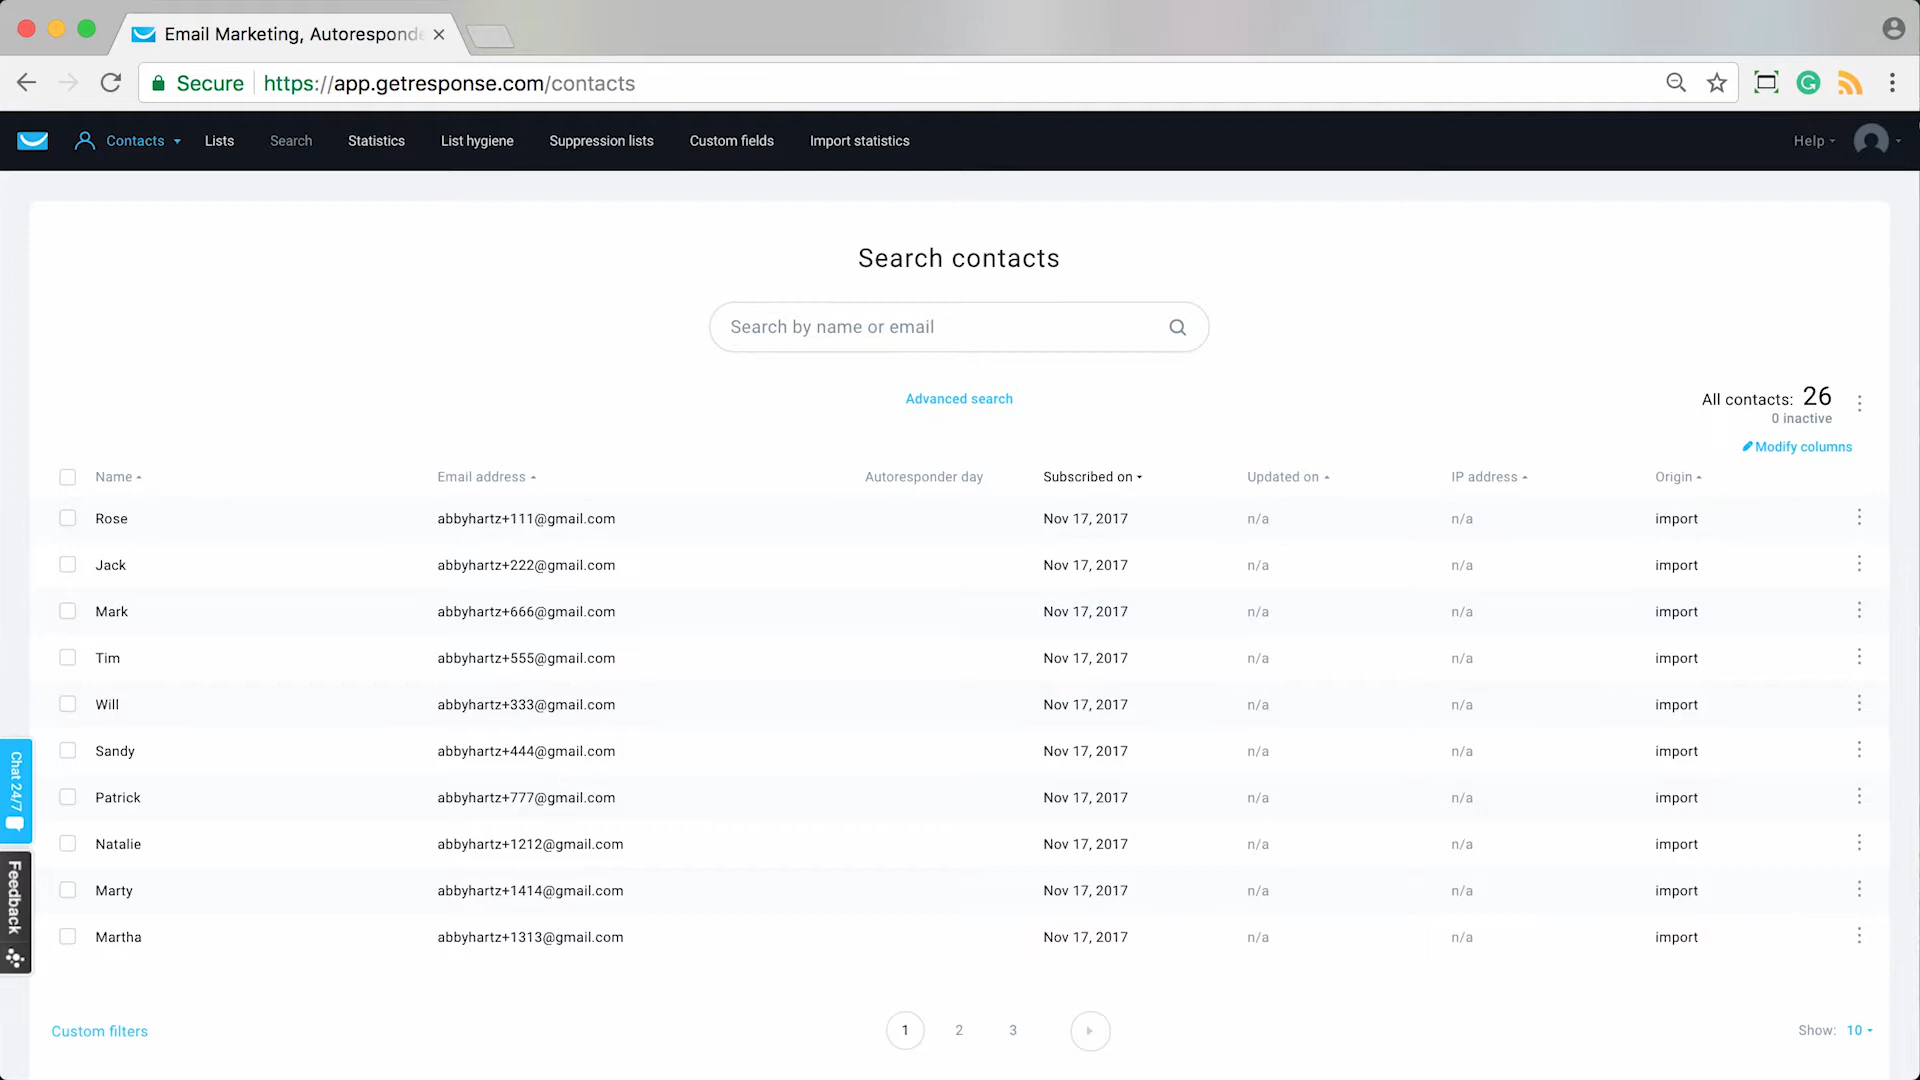 Email Marketing, Autoresponde
Secure https://app.getresponse.com/contacts
Contacts Lists Search Statistics List hygiene Suppression lists Custom fields Import statistics Help
Search contacts
Search by name or email
Advanced search
All contacts: 26
0 inactive
Modify columns
Name Email address Autoresponder day Subscribed on Updated on IP address Origin
Rose abbyhartz+111@gmail.com Nov 17, 2017 n/a n/a import
Jack abbyhartz+222@gmail.com Nov 17, 2017 n/a n/a import
Mark abbyhartz+666@gmail.com Nov 17, 2017 n/a n/a import
Tim abbyhartz+555@gmail.com Nov 17, 2017 n/a n/a import
Will abbyhartz+333@gmail.com Nov 17, 2017 n/a n/a import
Sandy abbyhartz+444@gmail.com Nov 17, 2017 n/a n/a import
Patrick abbyhartz+777@gmail.com Nov 17, 2017 n/a n/a import
Natalie abbyhartz+1212@gmail.com Nov 17, 2017 n/a n/a import
Marty abbyhartz+1414@gmail.com Nov 17, 2017 n/a n/a import
Martha abbyhartz+1313@gmail.com Nov 17, 2017 n/a n/a import
Chat 24/7
Feedback
Custom filters 1 2 3 Show: 10